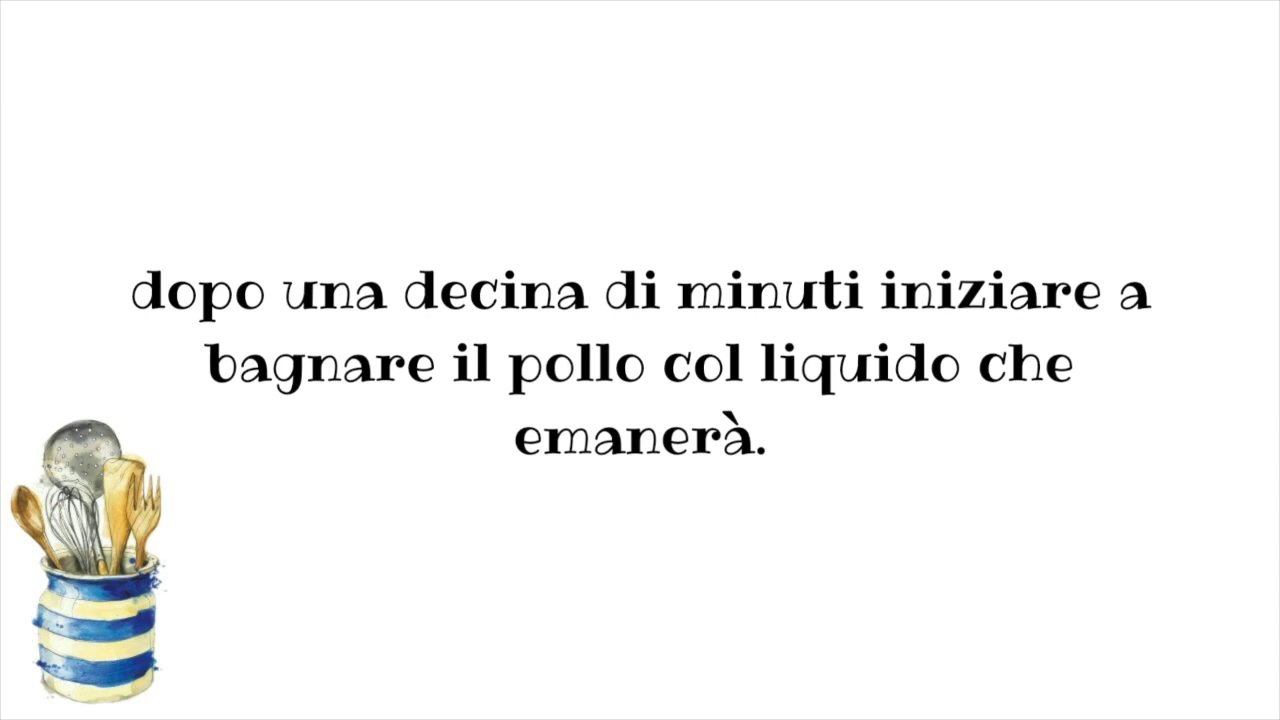 dopo una decina di minuti iniziare a
bagnare il pollo col liquido che
emanerà.